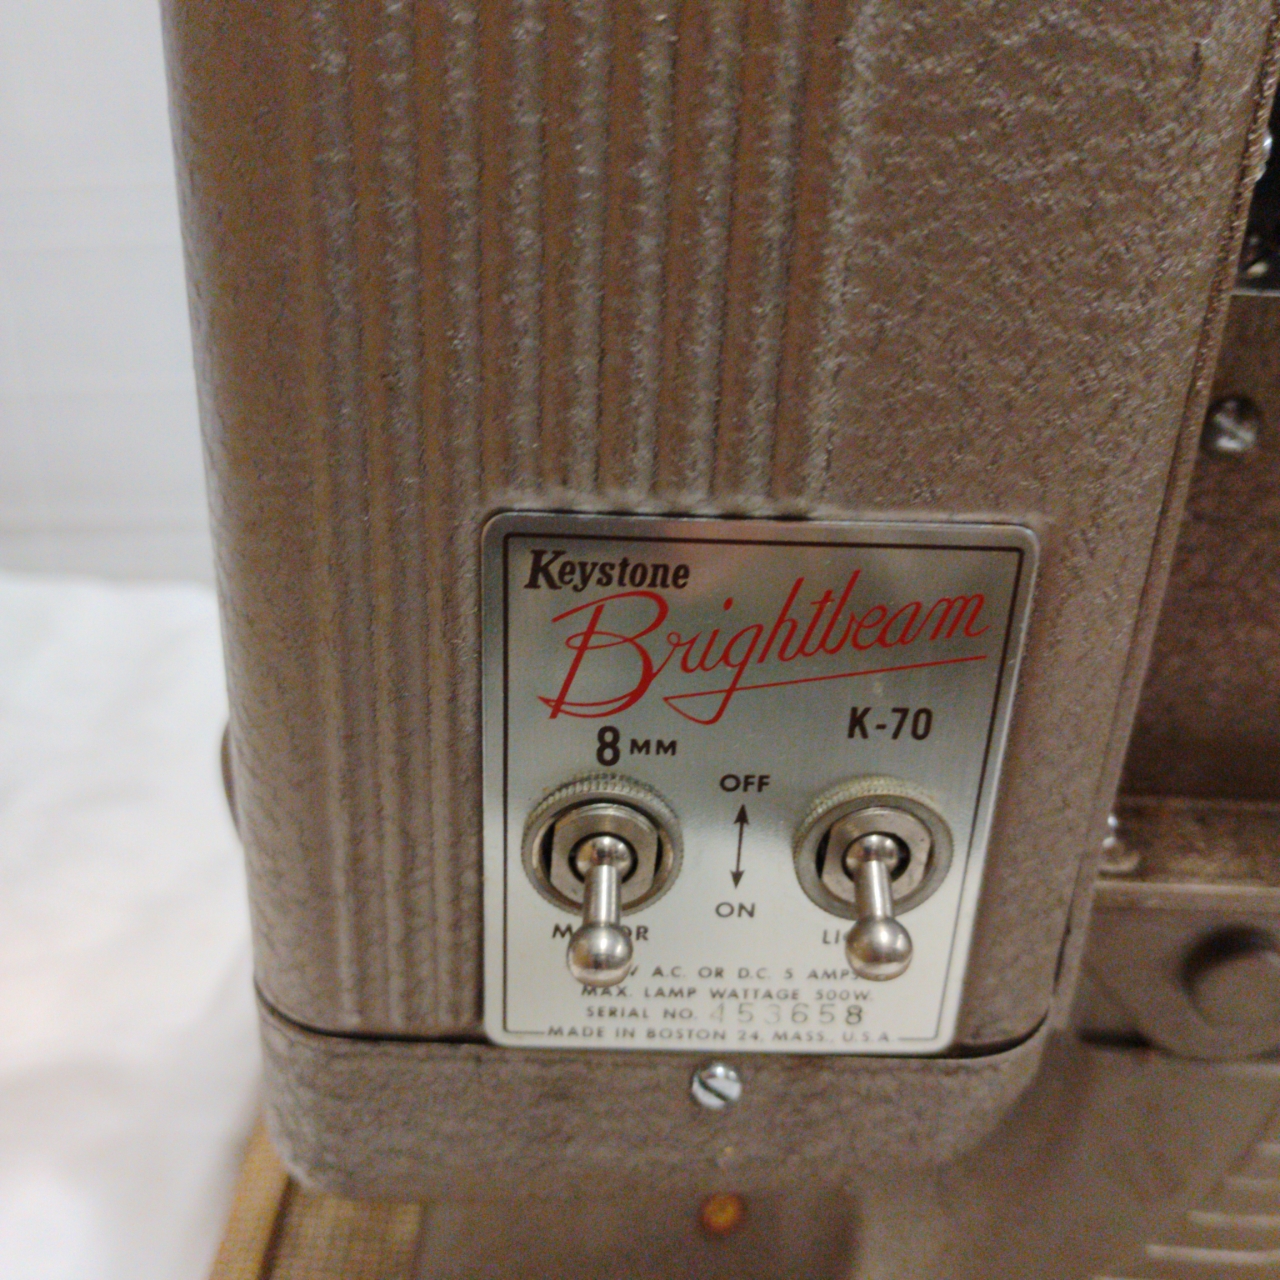 Keystone
Brightbeam
8MM
K-70
OFF
ON
A.C. OR D.C. 5 AMPS
MAX. LAMP WATTAGE 500W.
SERIAL NO. 453658
MADE IN BOSTON 24, MASS., U.S.A.